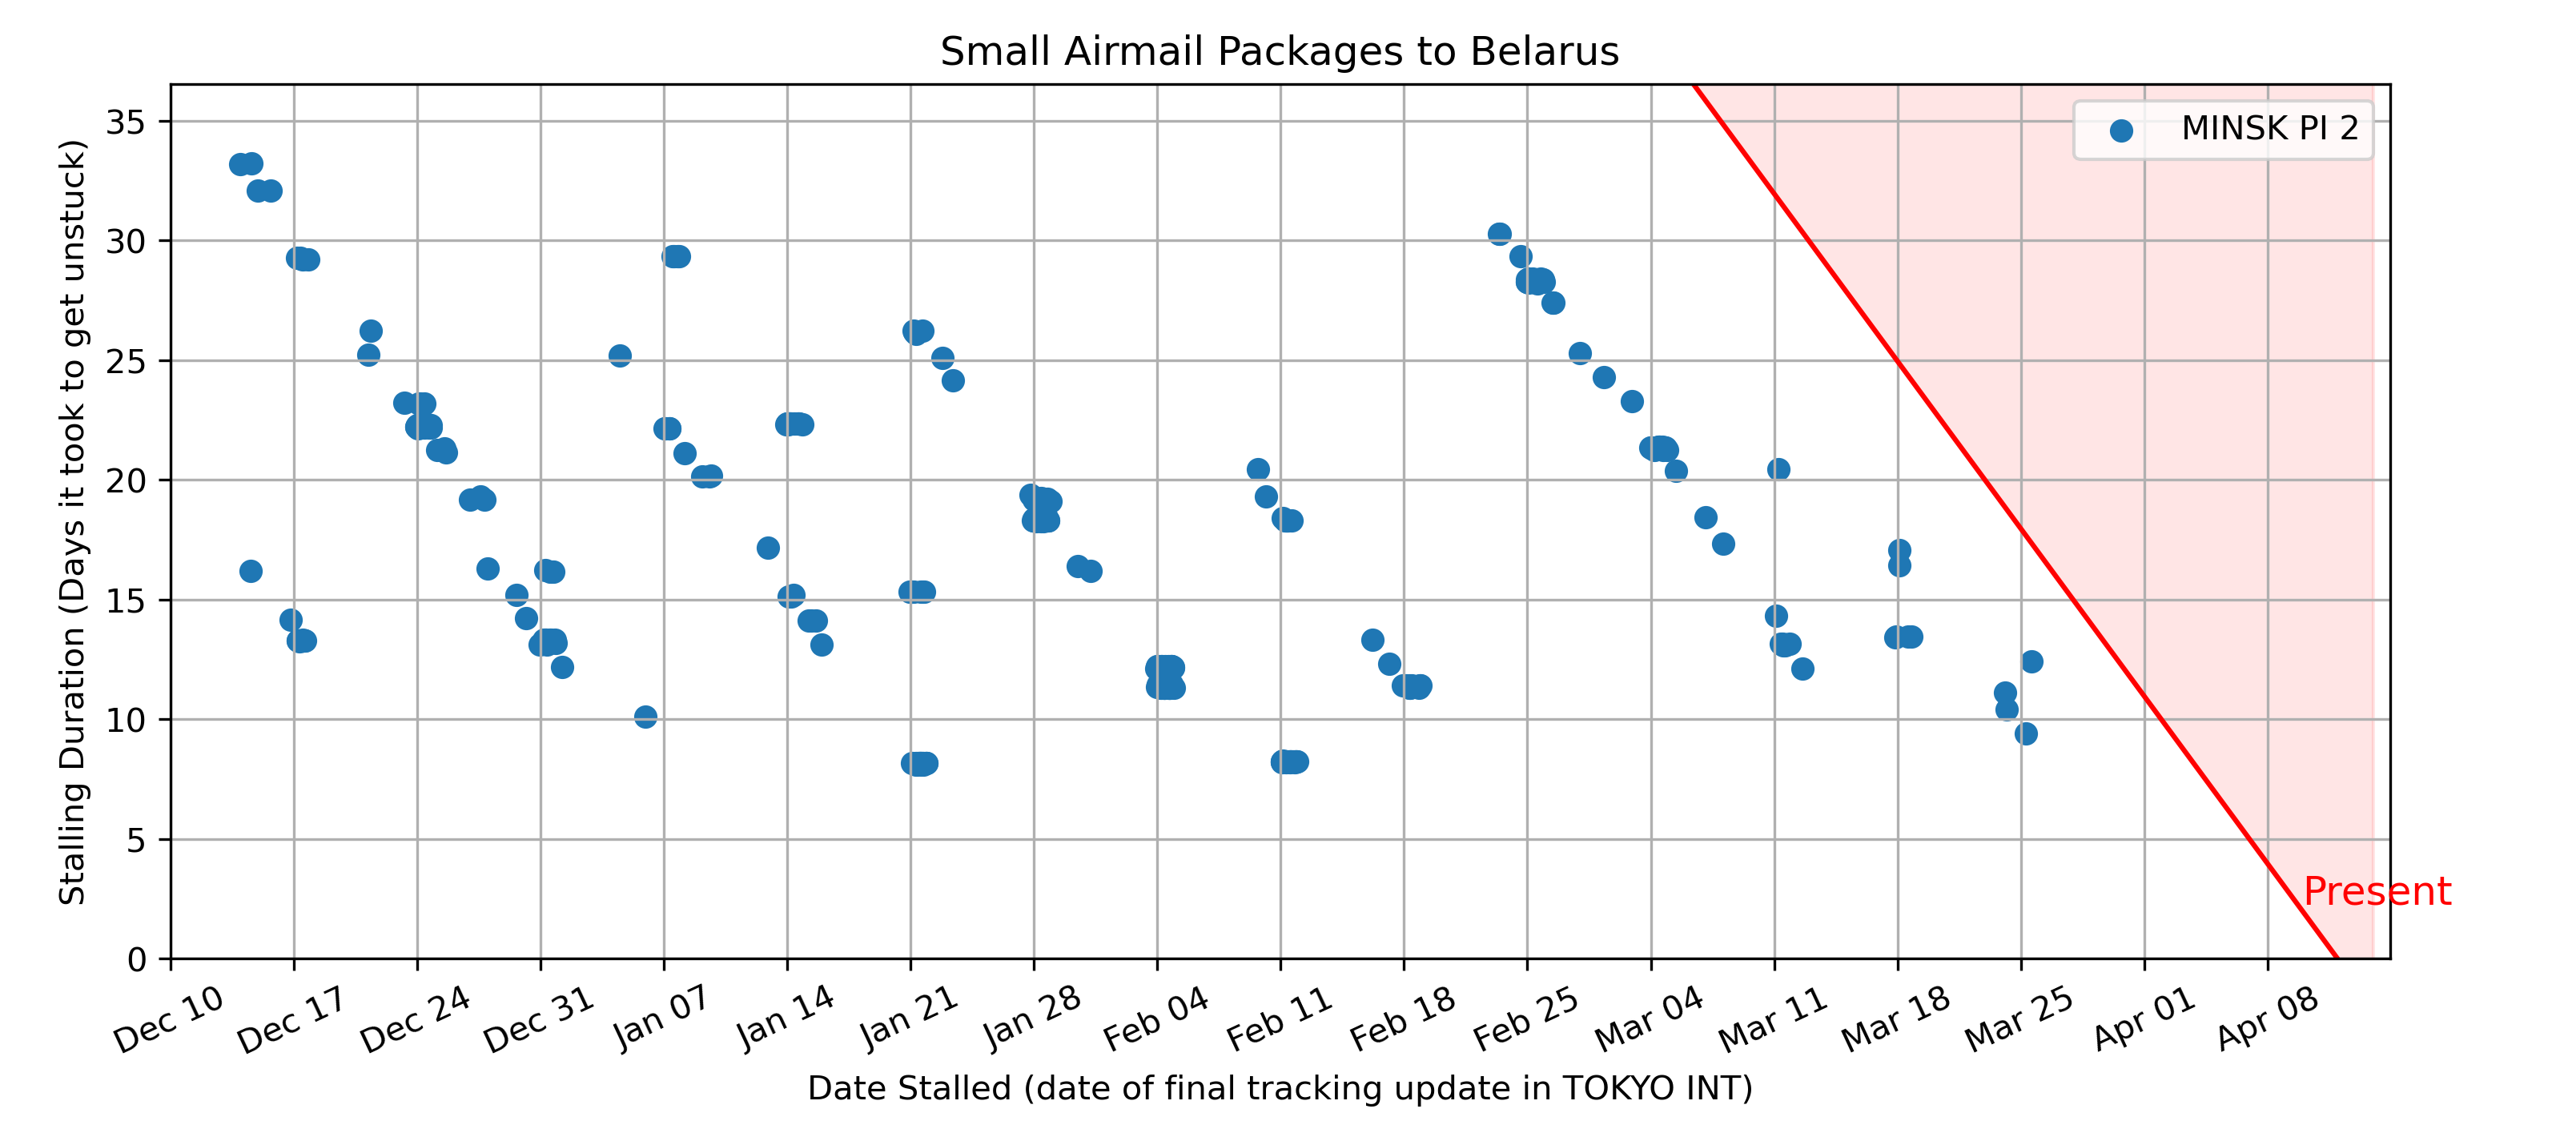 Small Airmail Packages to Belarus
MINSK PI 2
Stalling Duration (Days it took to get unstuck)
35
30
25
20
15
10
5
0
Present
Dec 10
Dec 17
Dec 24
Dec 31
Jan 07
Jan 14
Jan 21
Jan 28
Feb 04
Feb 11
Feb 18
Feb 25
Mar 04
Mar 11
Mar 18
Mar 25
Apr 01
Apr 08
Date Stalled (date of final tracking update in TOKYO INT)